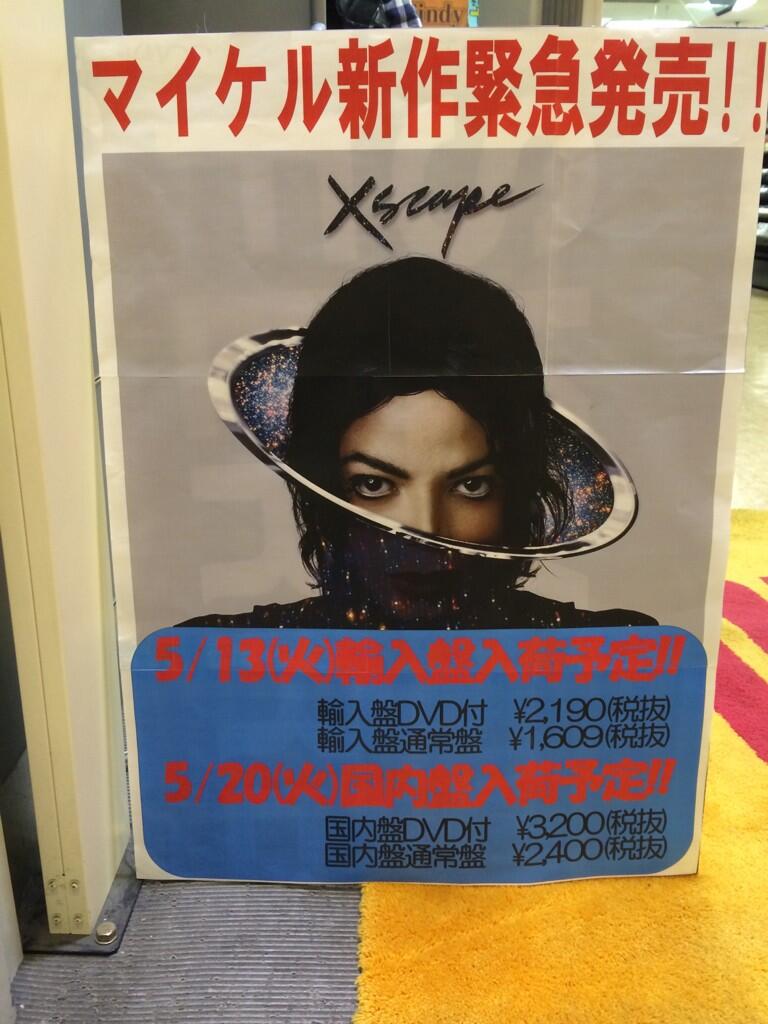 indy
マイケル新作緊急発売!!
Xscape
5/13(火)輸入盤入荷予定!!
輸入盤DVD付 ¥2,190(税抜)
輸入盤通常盤 ¥1,609(税抜)
5/20(火)国内盤入荷予定!!
国内盤DVD付 ¥3,200(税抜)
国内盤通常盤 ¥2,400(税抜)